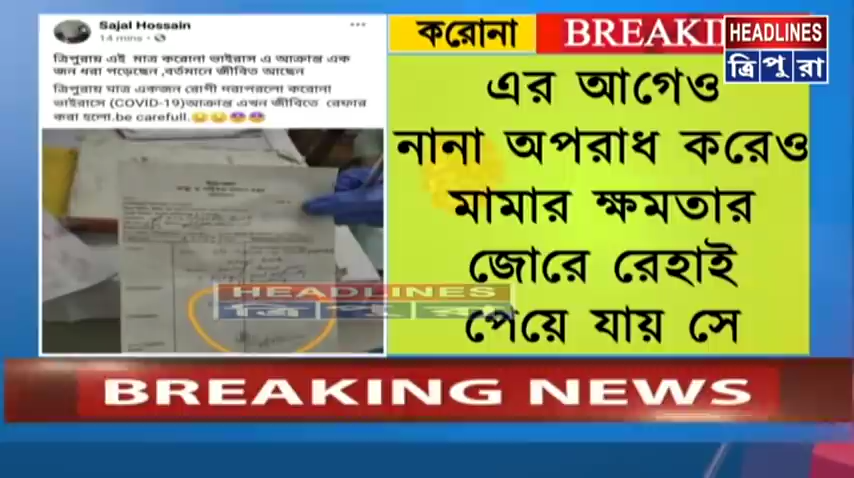 Sajal Hossain
14 mins
ত্রিপুরায় এই মাত্র করোনা ভাইরাস এ আক্রান্ত এক
জন ধরা পড়েছেন ,বর্তমানে জীবিত আছেন
ত্রিপুরায় মাত্র একজন রোগী দরাপরলো করোনা
ভাইরাসে (COVID-19)আক্রান্ত এখন জীবিতে রেফার
করা হলো.be carefull.
করোনা
BREAKI
HEADLINES
ত্রিপুরা
এর আগেও
নানা অপরাধ করেও
মামার ক্ষমতার
জোরে রেহাই
পেয়ে যায় সে
HEADLINES
ত্রিপুরা
BREAKING NEWS